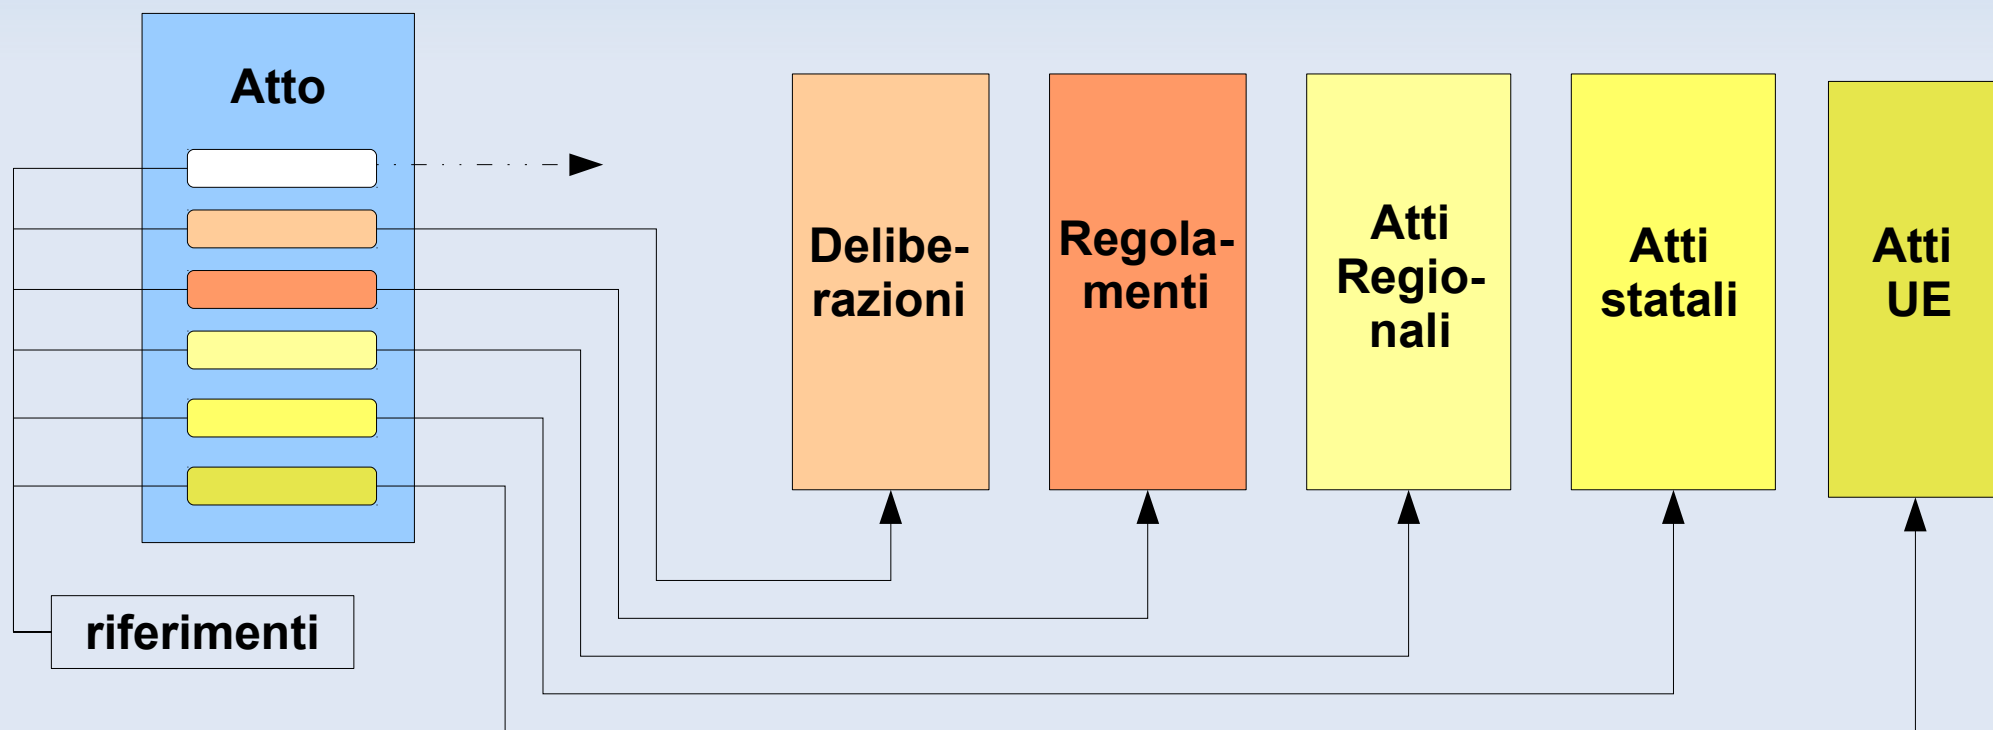 Atto
Delibe-
razioni
Regola-
menti
Atti
Regio-
nali
Atti
statali
Atti
UE
riferimenti